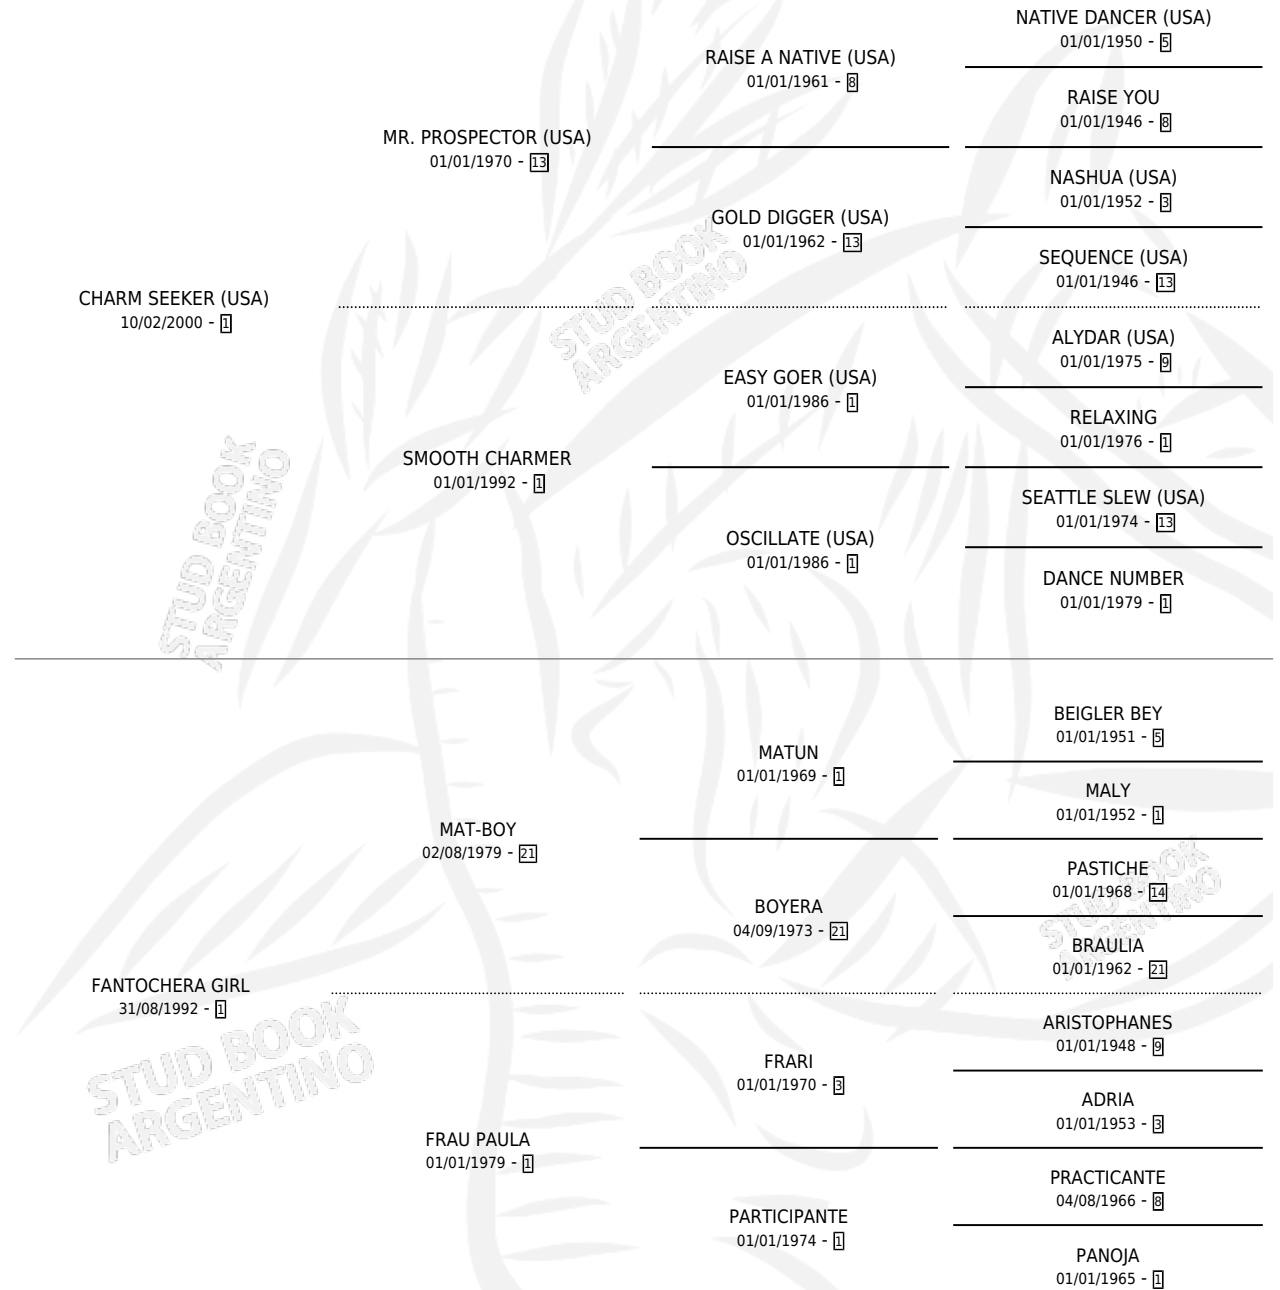 NATIVE DANCER (USA)
01/01/1950 - 5
RAISE A NATIVE (USA)
01/01/1961 - 8
RAISE YOU
01/01/1946 - 8
MR. PROSPECTOR (USA)
01/01/1970 - 13
NASHUA (USA)
01/01/1952 - 3
GOLD DIGGER (USA)
01/01/1962 - 13
SEQUENCE (USA)
01/01/1946 - 13
CHARM SEEKER (USA)
10/02/2000 - 1
STUD BOOK
ARGENTINO
ALYDAR (USA)
01/01/1975 - 9
EASY GOER (USA)
01/01/1986 - 1
RELAXING
01/01/1976 - 1
SMOOTH CHARMER
01/01/1992 - 1
SEATTLE SLEW (USA)
01/01/1974 - 13
OSCILLATE (USA)
01/01/1986 - 1
DANCE NUMBER
01/01/1979 - 1
STUD BOOK
ARGENTINO
BEIGLER BEY
01/01/1951 - 5
MATUN
01/01/1969 - 1
MALY
01/01/1952 - 1
MAT-BOY
02/08/1979 - 21
PASTICHE
01/01/1968 - 14
BOYERA
04/09/1973 - 21
BRAULIA
01/01/1962 - 21
STUD BOOK
ARGENTINO
FANTOCHERA GIRL
31/08/1992 - 1
ARISTOPHANES
01/01/1948 - 9
FRARI
01/01/1970 - 3
ADRIA
01/01/1953 - 3
STUD BOOK
ARGENTINO
FRAU PAULA
01/01/1979 - 1
PRACTICANTE
04/08/1966 - 8
PARTICIPANTE
01/01/1974 - 1
PANOJA
01/01/1965 - 1